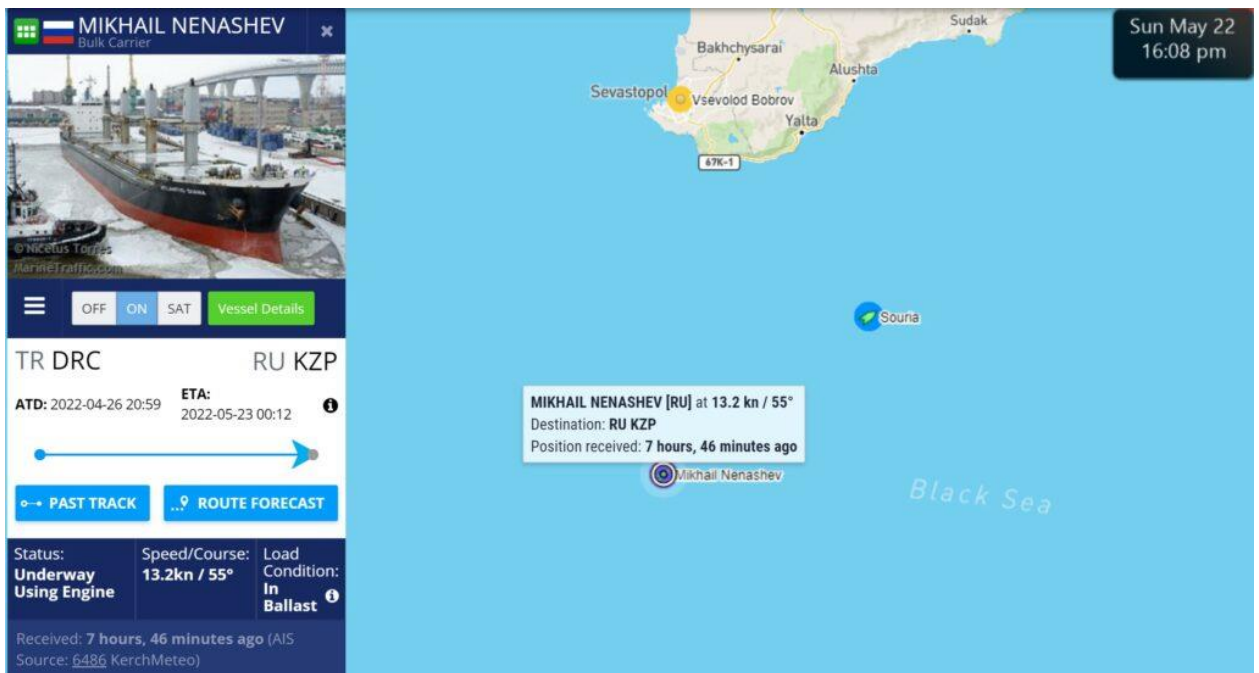 MIKHAIL NENASHEV
Bulk Carrier
©Nicetus Torres
MarineTraffic.com
OFF ON SAT Vessel Details
TR DRC RU KZP
ATD: 2022-04-26 20:59
ETA:
2022-05-23 00:12
PAST TRACK
ROUTE FORECAST
Status:
Underway
Using Engine
Speed/Course:
13.2kn / 55°
Load
Condition:
In
Ballast
Received: 7 hours, 46 minutes ago (AIS
Source: 6486 KerchMeteo)
Sudak
Bakhchysarai
Alushta
Sevastopol
Vsevolod Bobrov
Yalta
67K-1
Souria
MIKHAIL NENASHEV [RU] at 13.2 kn / 55°
Destination: RU KZP
Position received: 7 hours, 46 minutes ago
Mikhail Nenashev
Black Sea
Sun May 22
16:08 pm